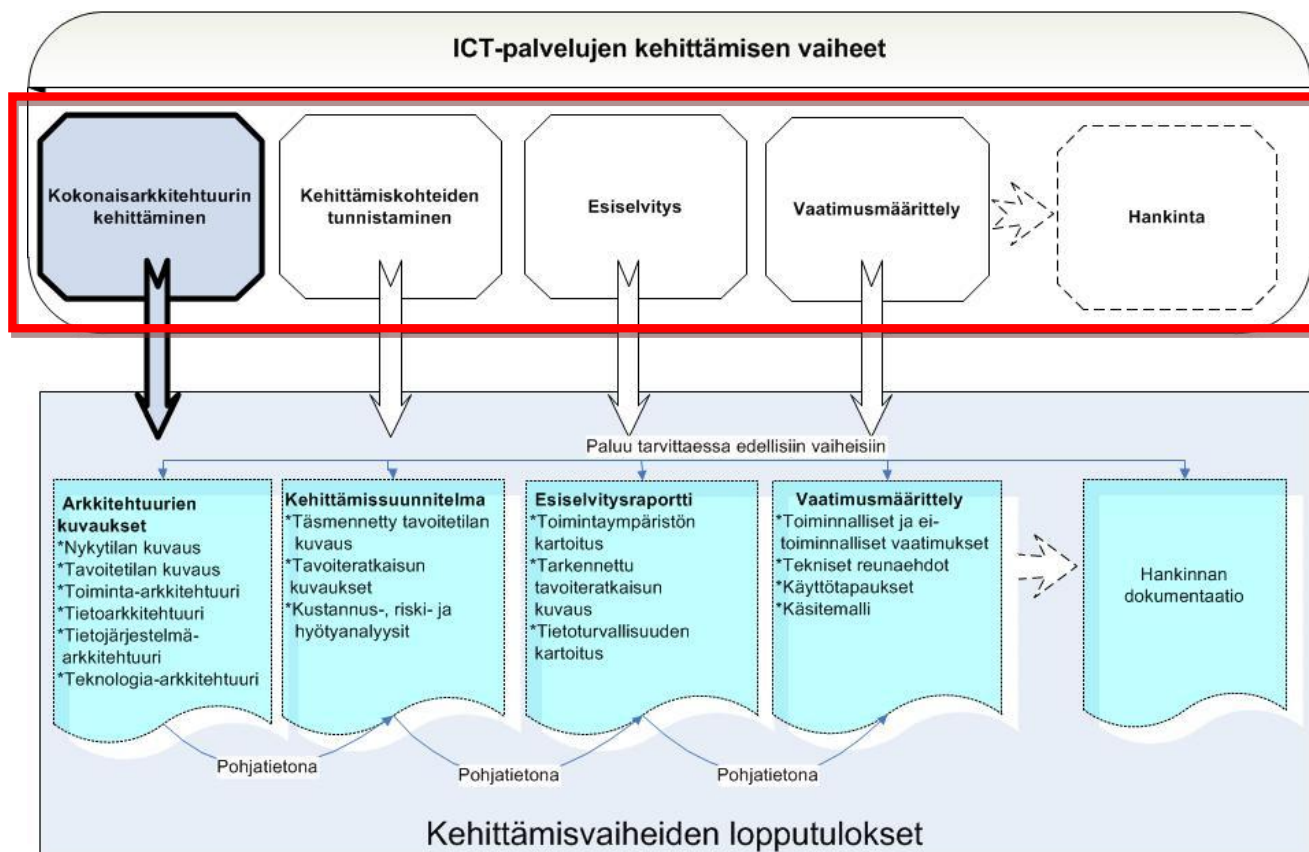 ICT-palvelujen kehittämisen vaiheet
Kokonaisarkkitehtuurin
kehittäminen
Kehittämiskohteiden
tunnistaminen
Esiselvitys
Vaatimusmäärittely
Hankinta
Paluu tarvittaessa edellisiin vaiheisiin
Arkkitehtuurien
kuvaukset
*Nykytilan kuvaus
*Tavoitetilan kuvaus
*Toiminta-arkkitehtuuri
*Tietoarkkitehtuuri
*Tietojärjestelmä-
arkkitehtuuri
*Teknologia-arkkitehtuuri
Kehittämissuunnitelma
*Täsmennetty tavoitetilan
kuvaus
*Tavoiteratkaisun
kuvaukset
*Kustannus-, riski- ja
hyötyanalyysit
Esiselvitysraportti
*Toimintaympäristön
kartoitus
*Tarkennettu
tavoiteratkaisun
kuvaus
*Tietoturvallisuuden
kartoitus
Vaatimusmäärittely
*Toiminnalliset ja ei-
toiminnalliset vaatimukset
*Tekniset reunaehdot
*Käyttötapaukset
*Käsitemalli
Hankinnan
dokumentaatio
Pohjatietona
Pohjatietona
Pohjatietona
Kehittämisvaiheiden lopputulokset